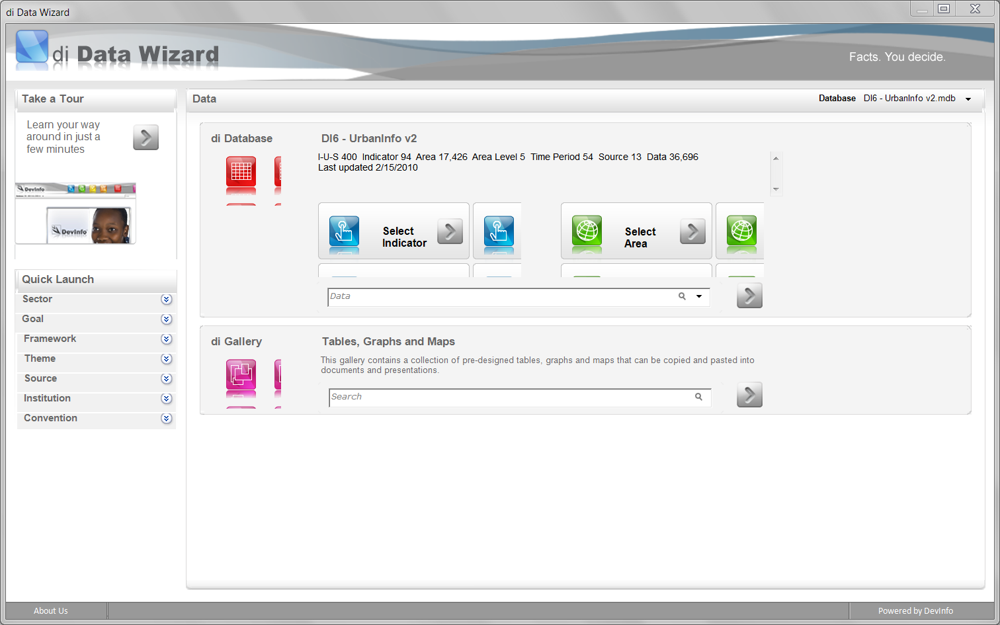 di Data Wizard
di Data Wizard
Facts. You decide.
Take a Tour
Learn your way
around in just a
few minutes
DevInfo
DevInfo
Quick Launch
Sector
Goal
Framework
Theme
Source
Institution
Convention
Data
Database DI6 - UrbanInfo v2.mdb
di Database
DI6 - UrbanInfo v2
I-U-S 400 Indicator 94 Area 17,426 Area Level 5 Time Period 54 Source 13 Data 36,696
Last updated 2/15/2010
Select
Indicator
Select
Area
Data
di Gallery
Tables, Graphs and Maps
This gallery contains a collection of pre-designed tables, graphs and maps that can be copied and pasted into
documents and presentations.
Search
About Us
Powered by DevInfo